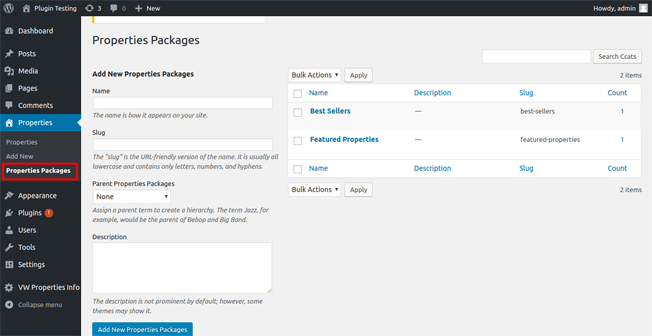 Plugin Testing 3 0 New Howdy, admin
Dashboard
Posts
Media
Pages
Comments
Properties
Properties
Add New
Properties Packages
Appearance
Plugins 1
Users
Tools
Settings
VW Properties Info
Collapse menu
Properties Packages
Search Ccats
Add New Properties Packages
Name
The name is how it appears on your site.
Slug
The “slug” is the URL-friendly version of the name. It is usually all
lowercase and contains only letters, numbers, and hyphens.
Parent Properties Packages
None
Assign a parent term to create a hierarchy. The term Jazz, for
example, would be the parent of Bebop and Big Band.
Description
The description is not prominent by default; however, some
themes may show it.
Add New Properties Packages
Bulk Actions Apply 2 items
Name Description Slug Count
Best Sellers — best-sellers 1
Featured Properties — featured-properties 1
Name Description Slug Count
Bulk Actions Apply 2 items